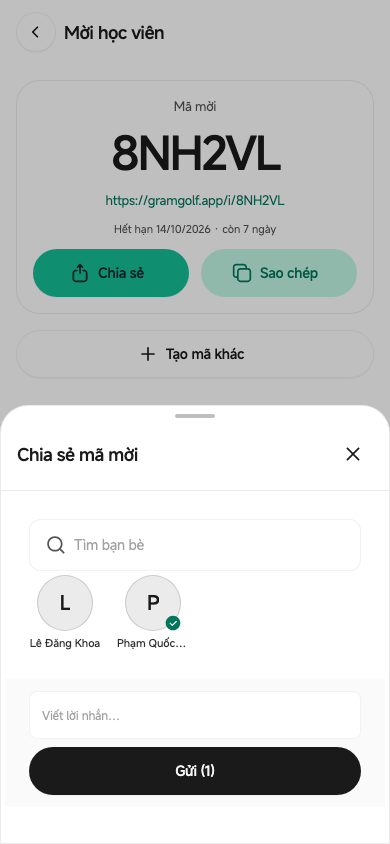 Mời học viên
Mã mời
8NH2VL
https://gramgolf.app/i/8NH2VL
Hết hạn 14/10/2026 · còn 7 ngày
Chia sẻ
Sao chép
Tạo mã khác
Chia sẻ mã mời
Tìm bạn bè
L
P
Lê Đăng Khoa
Phạm Quốc...
Viết lời nhắn...
Gửi (1)